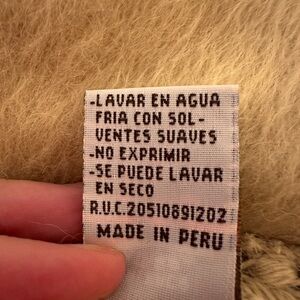 -LAVAR EN AGUA
FRIA CON SOL-
VENTES SUAVES
-NO EXPRIMIR
-SE PUEDE LAVAR
EN SECO
R.U.C.20510891202
MADE IN PERU